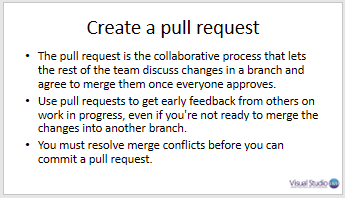 Create a pull request
• The pull request is the collaborative process that lets
the rest of the team discuss changes in a branch and
agree to merge them once everyone approves.
• Use pull requests to get early feedback from others on
work in progress, even if you're not ready to merge the
changes into another branch.
• You must resolve merge conflicts before you can
commit a pull request.
Visual Studio